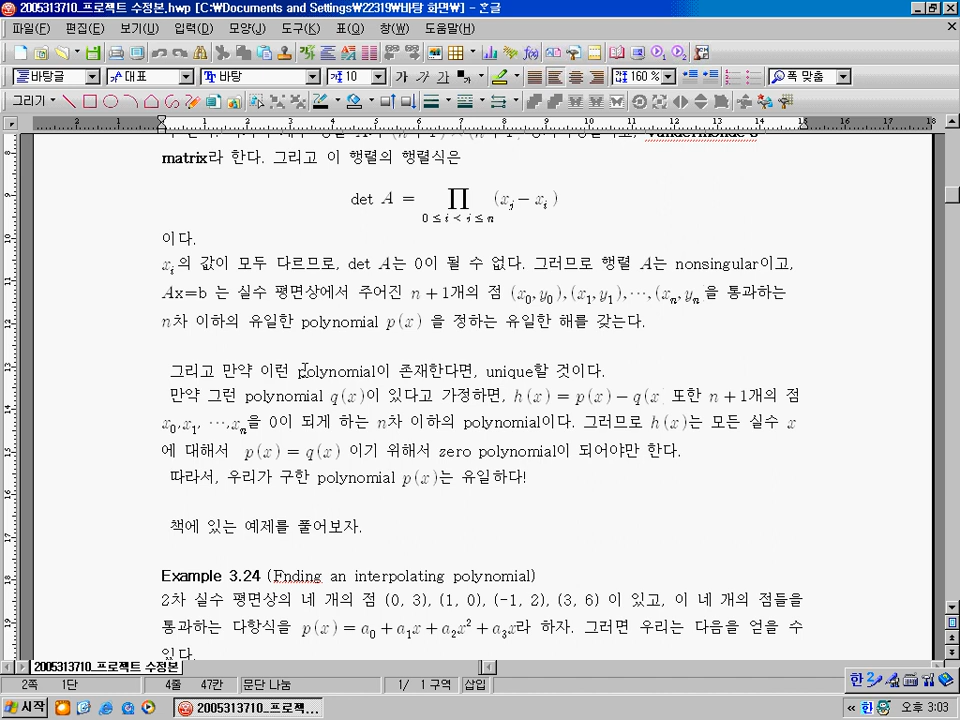 2005313710_프로젝트 수정본.hwp [C:₩Documents and Settings₩22319₩바탕 화면₩] - 한글
파일(F) 편집(E) 보기(U) 입력(D) 모양(J) 도구(K) 표(Q) 창(W) 도움말(H)
바탕글 대표 바탕 10 가 가 가 160 % 폭 맞춤
그리기
matrix라 한다. 그리고 이 행렬의 행렬식은
det A = ∏ (x_j - x_i)
0≤i<j≤n
이다.
x_i의 값이 모두 다르므로, det A는 0이 될 수 없다. 그러므로 행렬 A는 nonsingular이고,
Ax=b 는 실수 평면상에서 주어진 n+1개의 점 (x_0,y_0),(x_1,y_1),⋯,(x_n,y_n 을 통과하는
n차 이하의 유일한 polynomial p(x) 을 정하는 유일한 해를 갖는다.
그리고 만약 이런 polynomial이 존재한다면, unique할 것이다.
만약 그런 polynomial q(x)이 있다고 가정하면, h(x)=p(x)-q(x 또한 n+1개의 점
x_0,x_1, ⋯,x_n을 0이 되게 하는 n차 이하의 polynomial이다. 그러므로 h(x)는 모든 실수 x
에 대해서 p(x)=q(x) 이기 위해서 zero polynomial이 되어야만 한다.
따라서, 우리가 구한 polynomial p(x)는 유일하다!
책에 있는 예제를 풀어보자.
Example 3.24 (Fnding an interpolating polynomial)
2차 실수 평면상의 네 개의 점 (0, 3), (1, 0), (-1, 2), (3, 6) 이 있고, 이 네 개의 점들을
통과하는 다항식을 p(x)=a_0+a_1x+a_2x²+a_3x라 하자. 그러면 우리는 다음을 얻을 수
있다.
2005313710_프로젝트 수정본
2쪽 1단 4줄 47칸 문단 나눔 1/ 1 구역 삽입
시작 2005313710_프로젝... 한 오후 3:03